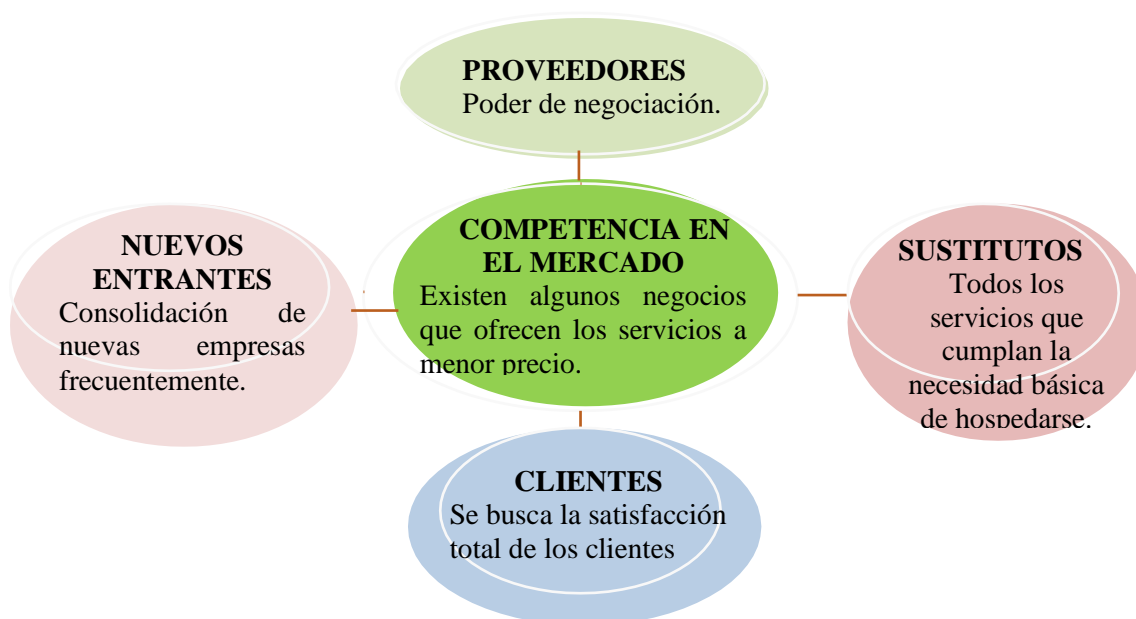 PROVEEDORES
Poder de negociación.
NUEVOS
ENTRANTES
Consolidación de
nuevas empresas
frecuentemente.
COMPETENCIA EN
EL MERCADO
Existen algunos negocios
que ofrecen los servicios a
menor precio.
SUSTITUTOS
Todos los
servicios que
cumplan la
necesidad básica
de hospedarse.
CLIENTES
Se busca la satisfacción
total de los clientes